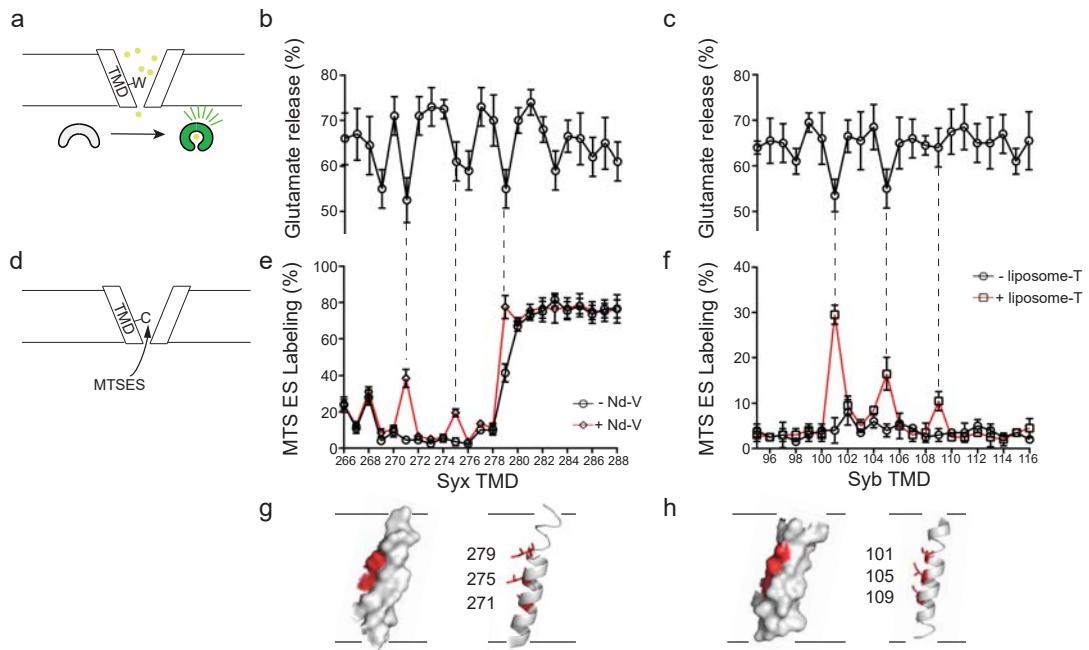 a
TMD
W
b
Glutamate release (%)
80
70
60
50
c
Glutamate release (%)
80
70
60
50
d
TMD
C
MTSES
e
MTS ES Labeling (%)
100
80
60
40
20
0
- Nd-V
+ Nd-V
266 268 270 272 274 276 278 280 282 284 286 288
Syx TMD
f
MTS ES Labeling (%)
40
30
20
10
0
- liposome-T
+ liposome-T
96 98 100 102 104 106 108 110 112 114 116
Syb TMD
g
279
275
271
h
101
105
109